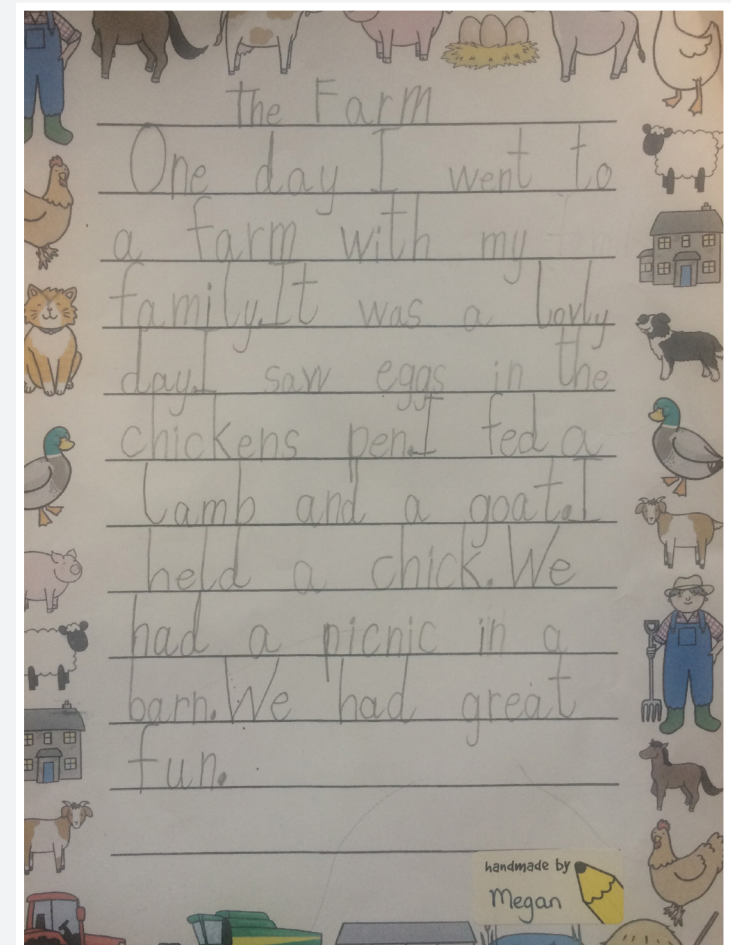 the Farm
One day I went to
a farm with my
family.It was a lovly
day.I saw eggs in the
chickens pen.I fed a
lamb and a goat.I
held a chick.We
had a picnic in a
barn.We had great
fun.
handmade by
Megan